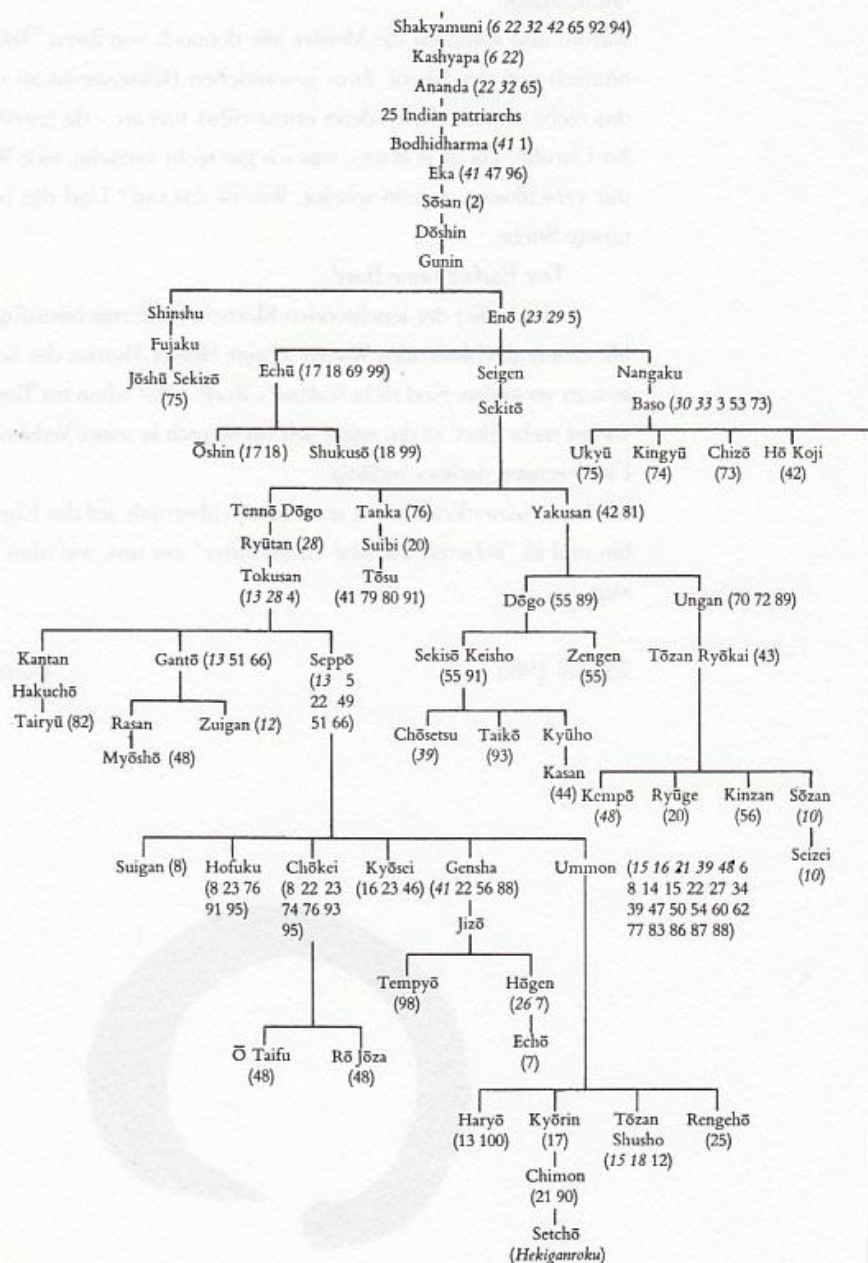 Shakyamuni (6 22 32 42 65 92 94)
Kashyapa (6 22)
Ananda (22 32 65)
25 Indian patriarchs
Bodhidharma (41 1)
Eka (41 47 96)
Sōsan (2)
Dōshin
Gunin
Shinshu
Fujaku
Jōshū Sekizō
(75)
Enō (23 29 5)
Echū (17 18 69 99)
Seigen
Nangaku
Sekitō
Baso (30 33 3 53 73)
Ōshin (17 18)
Shukusō (18 99)
Ukyū
(75)
Kingyū
(74)
Chizō
(73)
Hō Koji
(42)
Tennō Dōgo
Ryūtan (28)
Tokusan
(13 28 4)
Tanka (76)
Suibi (20)
Tōsu
(41 79 80 91)
Yakusan (42 81)
Dōgo (55 89)
Ungan (70 72 89)
Kantan
Hakuchō
Tairyū (82)
Gantō (13 51 66)
Seppō
(13 5
22 49
51 66)
Sekisō Keisho
(55 91)
Zengen
(55)
Tōzan Ryōkai (43)
Rasan
Zuigan (12)
Myōshō (48)
Chōsetsu
(39)
Taikō
(93)
Kyūho
Kasan
(44)
Kempō
(48)
Ryūge
(20)
Kinzan
(56)
Sōzan
(10)
Seizei
(10)
Suigan (8)
Hofuku
(8 23 76
91 95)
Chōkei
(8 22 23
74 76 93
95)
Kyōsei
(16 23 46)
Gensha
(41 22 56 88)
Ummon
(15 16 21 39 48 6
8 14 15 22 27 34
39 47 50 54 60 62
77 83 86 87 88)
Jizō
Tempyō
(98)
Hōgen
(26 7)
Echō
(7)
Ō Taifu
(48)
Rō Jōza
(48)
Haryō
(13 100)
Kyōrin
(17)
Tōzan
Shusho
(15 18 12)
Rengehō
(25)
Chimon
(21 90)
Setchō
(Hekiganroku)